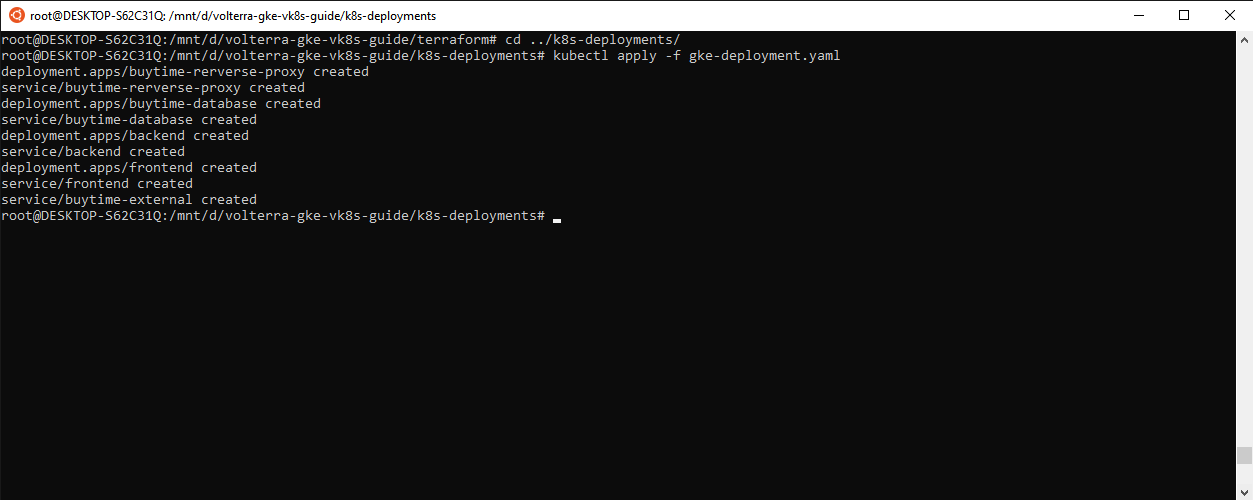 root@DESKTOP-S62C31Q: /mnt/d/volterra-gke-vk8s-guide/k8s-deployments
root@DESKTOP-S62C31Q:/mnt/d/volterra-gke-vk8s-guide/terraform# cd ../k8s-deployments/
root@DESKTOP-S62C31Q:/mnt/d/volterra-gke-vk8s-guide/k8s-deployments# kubectl apply -f gke-deployment.yaml
deployment.apps/buytime-rerverse-proxy created
service/buytime-rerverse-proxy created
deployment.apps/buytime-database created
service/buytime-database created
deployment.apps/backend created
service/backend created
deployment.apps/frontend created
service/frontend created
service/buytime-external created
root@DESKTOP-S62C31Q:/mnt/d/volterra-gke-vk8s-guide/k8s-deployments#